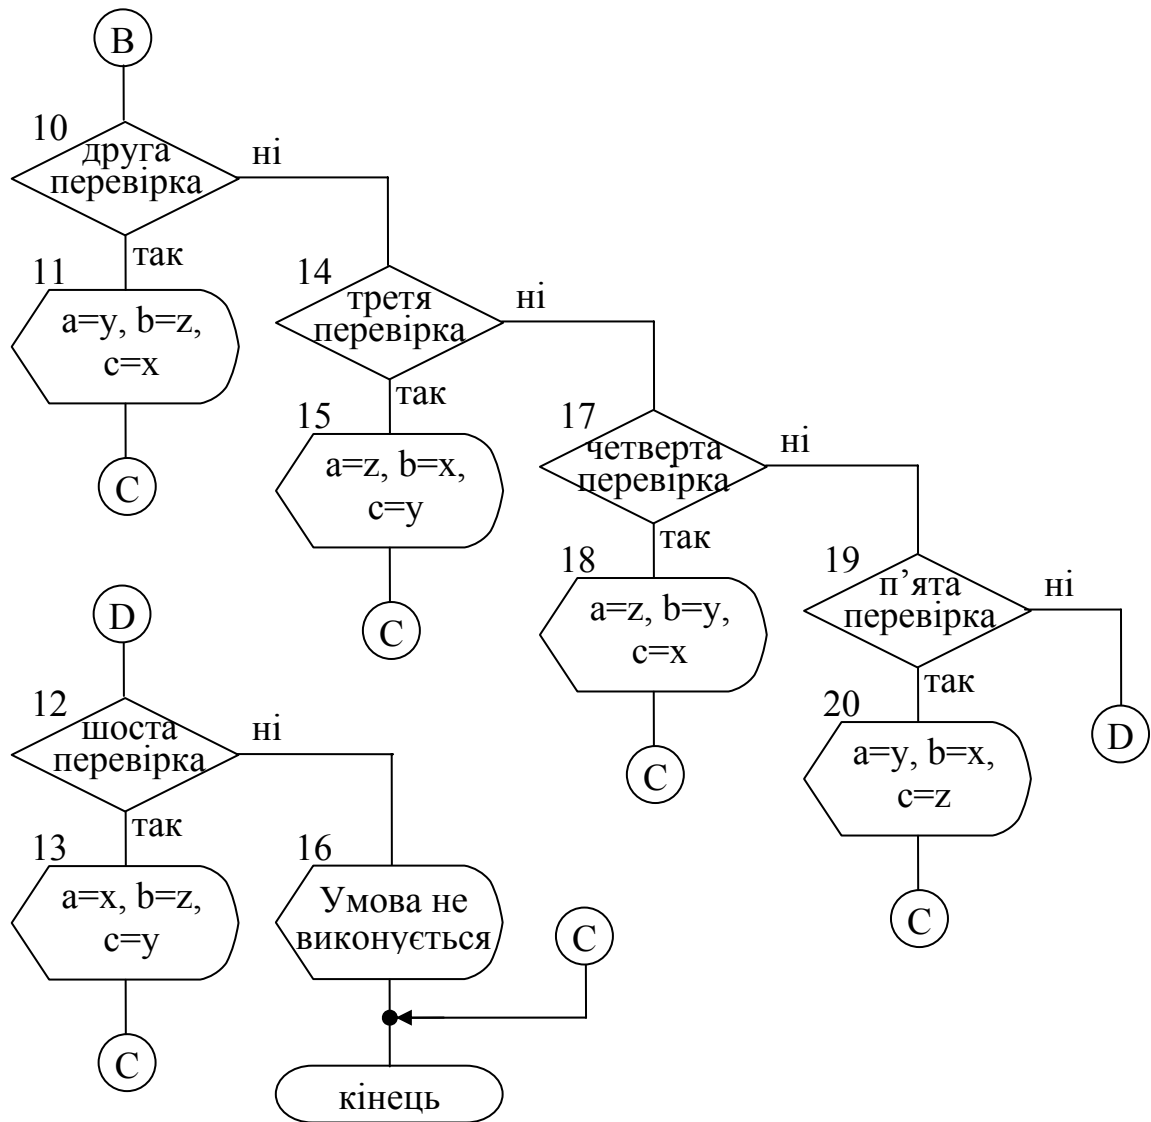 B
10
друга
перевірка
ні
так
11
a=y, b=z,
c=x
C
14
третя
перевірка
ні
так
15
a=z, b=x,
c=y
C
17
четверта
перевірка
ні
так
18
a=z, b=y,
c=x
C
19
п’ята
перевірка
ні
так
20
a=y, b=x,
c=z
C
D
D
12
шоста
перевірка
ні
так
13
a=x, b=z,
c=y
C
16
Умова не
виконується
C
кінець